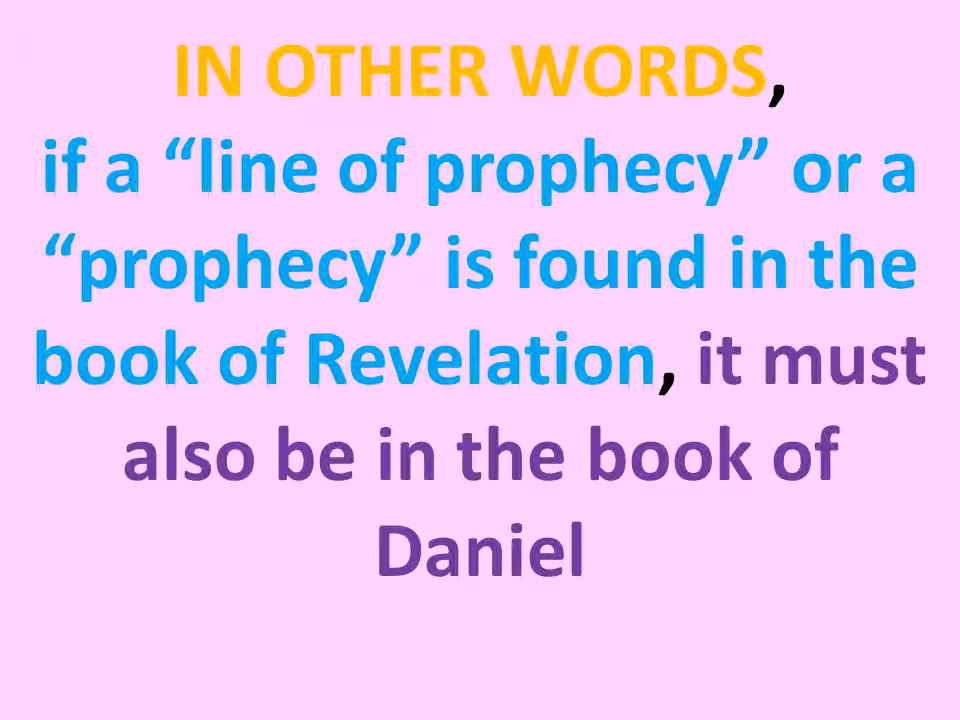 IN OTHER WORDS,
if a “line of prophecy” or a
“prophecy” is found in the
book of Revelation, it must
also be in the book of
Daniel